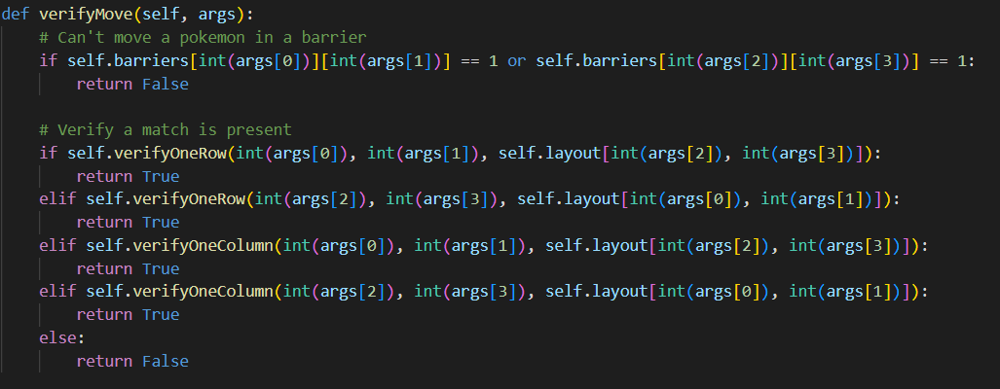 def verifyMove(self, args):
    # Can't move a pokemon in a barrier
    if self.barriers[int(args[0])][int(args[1])] == 1 or self.barriers[int(args[2])][int(args[3])] == 1:
        return False

    # Verify a match is present
    if self.verifyOneRow(int(args[0]), int(args[1]), self.layout[int(args[2]), int(args[3])]):
        return True
    elif self.verifyOneRow(int(args[2]), int(args[3]), self.layout[int(args[0]), int(args[1])]):
        return True
    elif self.verifyOneColumn(int(args[0]), int(args[1]), self.layout[int(args[2]), int(args[3])]):
        return True
    elif self.verifyOneColumn(int(args[2]), int(args[3]), self.layout[int(args[0]), int(args[1])]):
        return True
    else:
        return False